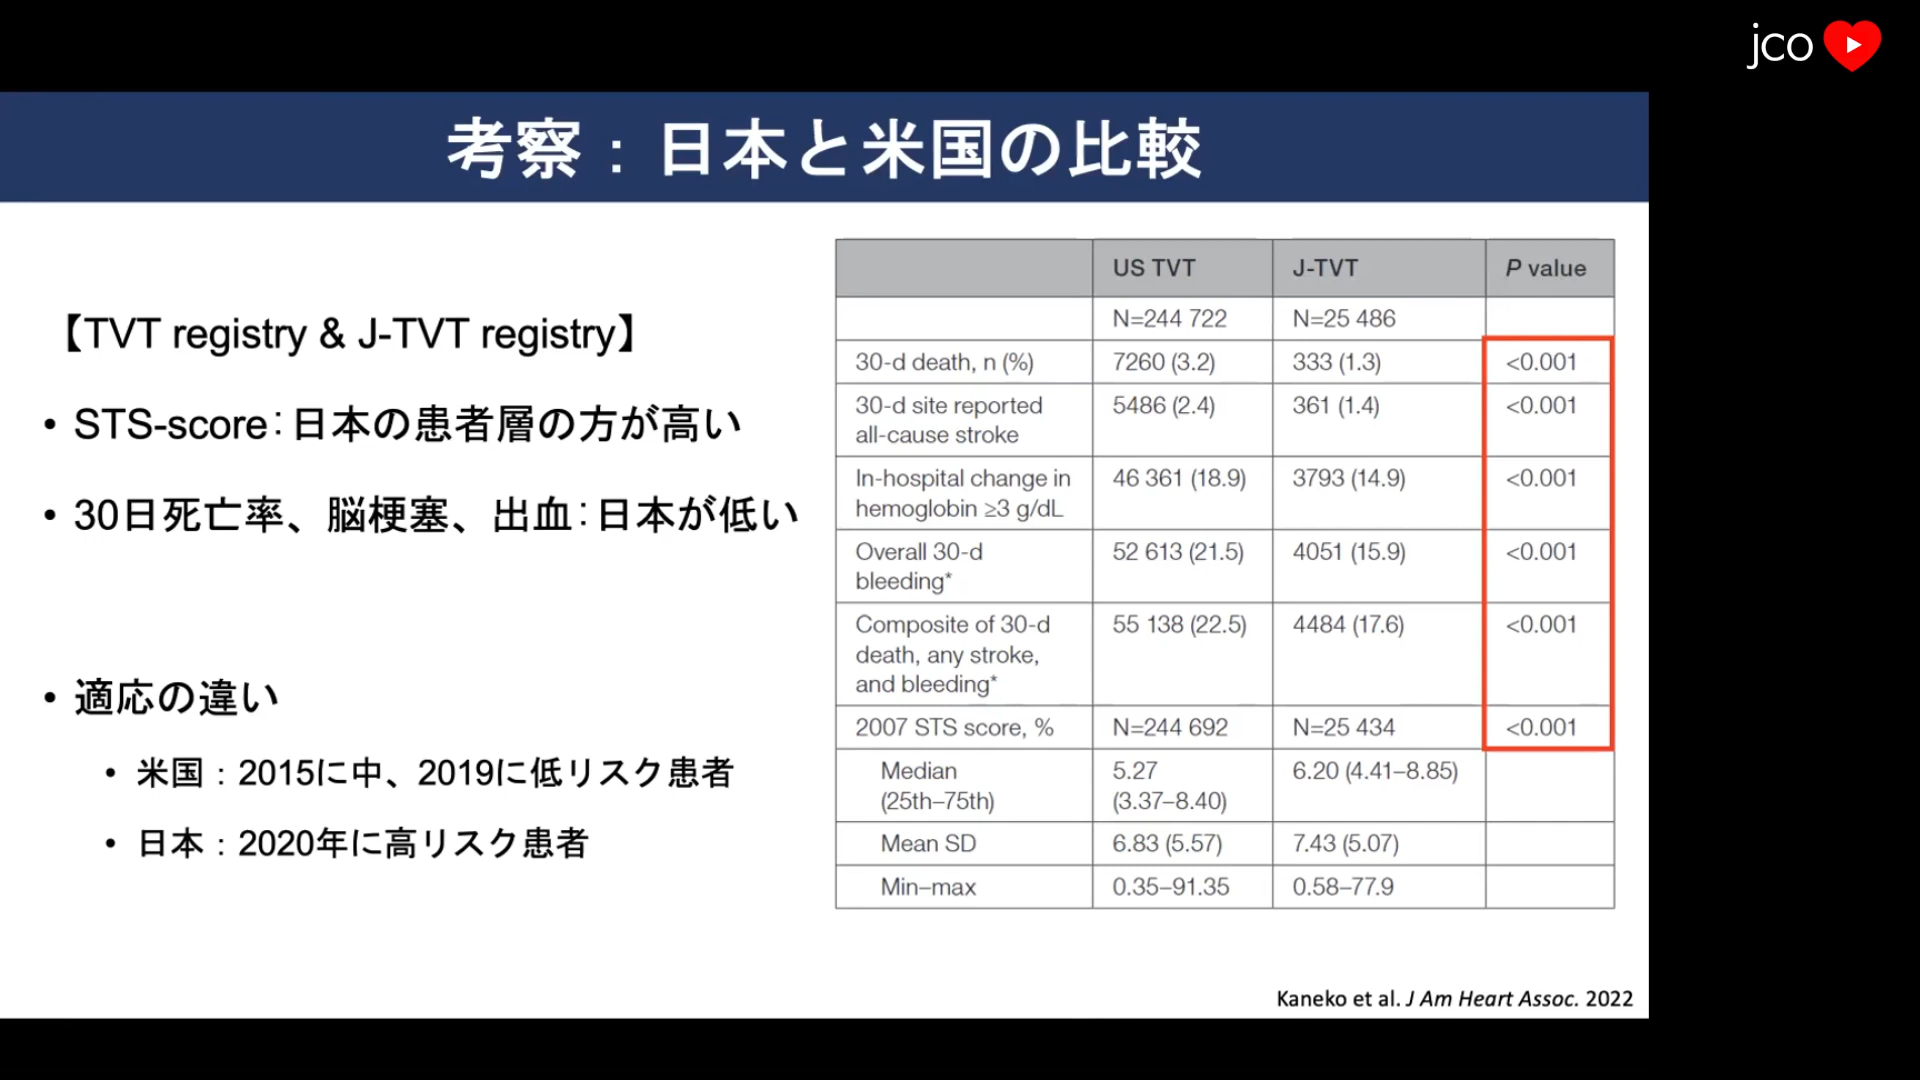 jco
考察：日本と米国の比較
【TVT registry & J-TVT registry】
• STS-score：日本の患者層の方が高い
• 30日死亡率、脳梗塞、出血：日本が低い
• 適応の違い
• 米国：2015に中、2019に低リスク患者
• 日本：2020年に高リスク患者
US TVT J-TVT P value
N=244 722 N=25 486
30-d death, n (%) 7260 (3.2) 333 (1.3) <0.001
30-d site reported 5486 (2.4) 361 (1.4) <0.001
all-cause stroke
In-hospital change in 46 361 (18.9) 3793 (14.9) <0.001
hemoglobin ≥3 g/dL
Overall 30-d 52 613 (21.5) 4051 (15.9) <0.001
bleeding*
Composite of 30-d 55 138 (22.5) 4484 (17.6) <0.001
death, any stroke,
and bleeding*
2007 STS score, % N=244 692 N=25 434 <0.001
Median 5.27 6.20 (4.41–8.85)
(25th–75th) (3.37–8.40)
Mean SD 6.83 (5.57) 7.43 (5.07)
Min–max 0.35–91.35 0.58–77.9
Kaneko et al. J Am Heart Assoc. 2022